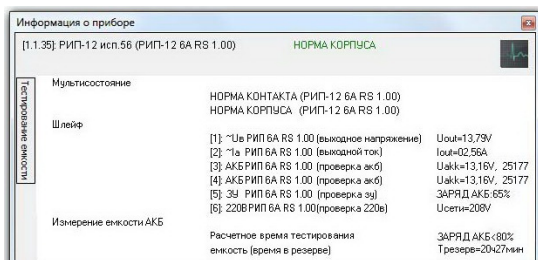 Информация о приборе
[1.1.35]: РИП-12 исп.56 (РИП-12 6А RS 1.00) НОРМА КОРПУСА
Тестирование емкости
Мультисостояние
НОРМА КОНТАКТА (РИП-12 6А RS 1.00)
НОРМА КОРПУСА (РИП-12 6А RS 1.00)
Шлейф
[1]: ~Uв РИП 6А RS 1.00 (выходное напряжение) Uout=13,79V
[2]: ~Iа РИП 6А RS 1.00 (выходной ток) Iout=02,56A
[3]: АКБ РИП 6А RS 1.00 (проверка акб) Uakk=13,16V, 25177
[4]: АКБ РИП 6А RS 1.00 (проверка акб) Uakk=13,16V, 25177
[5]: ЗУ РИП 6А RS 1.00 (проверка зу) ЗАРЯД АКБ:65%
[6]: 220В РИП 6А RS 1.00(проверка 220в) Uсети=208V
Измерение емкости АКБ
Расчетное время тестирования ЗАРЯД АКБ<80%
емкость (время в резерве) Трезерв=20ч27мин